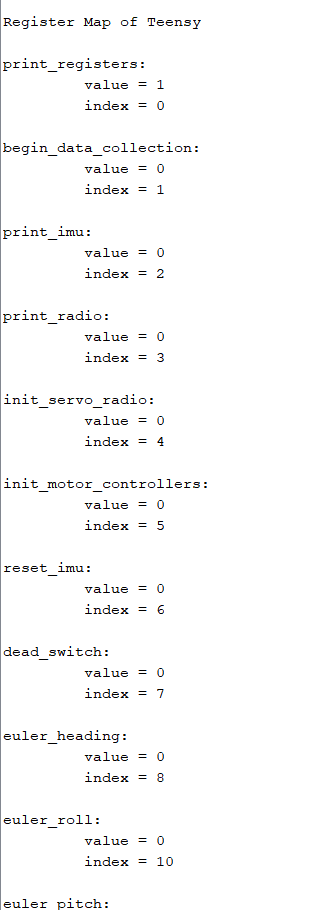 Register Map of Teensy
print_registers:
value = 1
index = 0
begin_data_collection:
value = 0
index = 1
print_imu:
value = 0
index = 2
print_radio:
value = 0
index = 3
init_servo_radio:
value = 0
index = 4
init_motor_controllers:
value = 0
index = 5
reset_imu:
value = 0
index = 6
dead_switch:
value = 0
index = 7
euler_heading:
value = 0
index = 8
euler_roll:
value = 0
index = 10
euler_pitch: